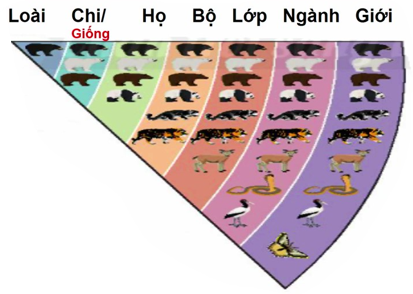 Loài Chi/ Họ Bộ Lớp Ngành Giới
Giống